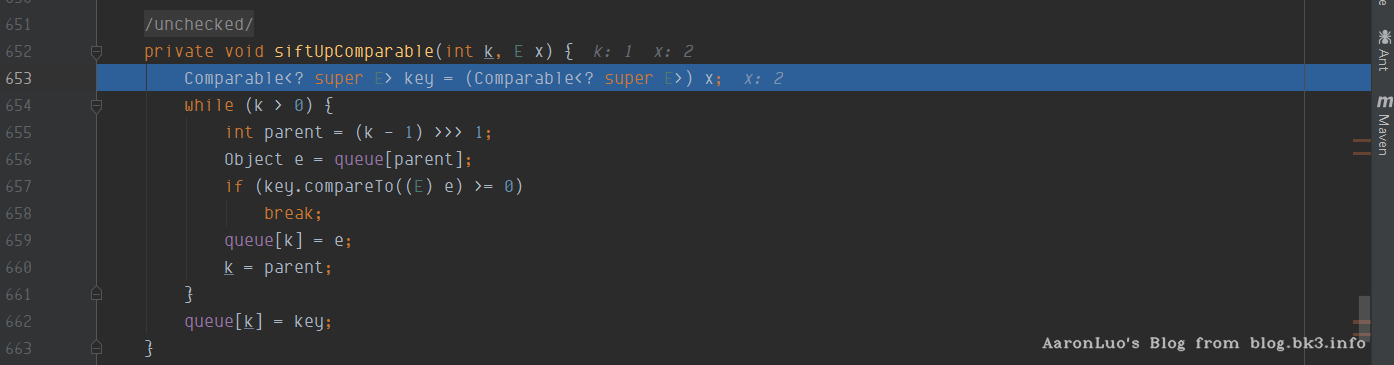 651 /unchecked/
652 private void siftUpComparable(int k, E x) { k: 1 x: 2
653 Comparable<? super E> key = (Comparable<? super E>) x; x: 2
654 while (k > 0) {
655 int parent = (k - 1) >>> 1;
656 Object e = queue[parent];
657 if (key.compareTo((E) e) >= 0)
658 break;
659 queue[k] = e;
660 k = parent;
661 }
662 queue[k] = key;
663 }
Ant
m Maven
AaronLuo's Blog from blog.bk3.info